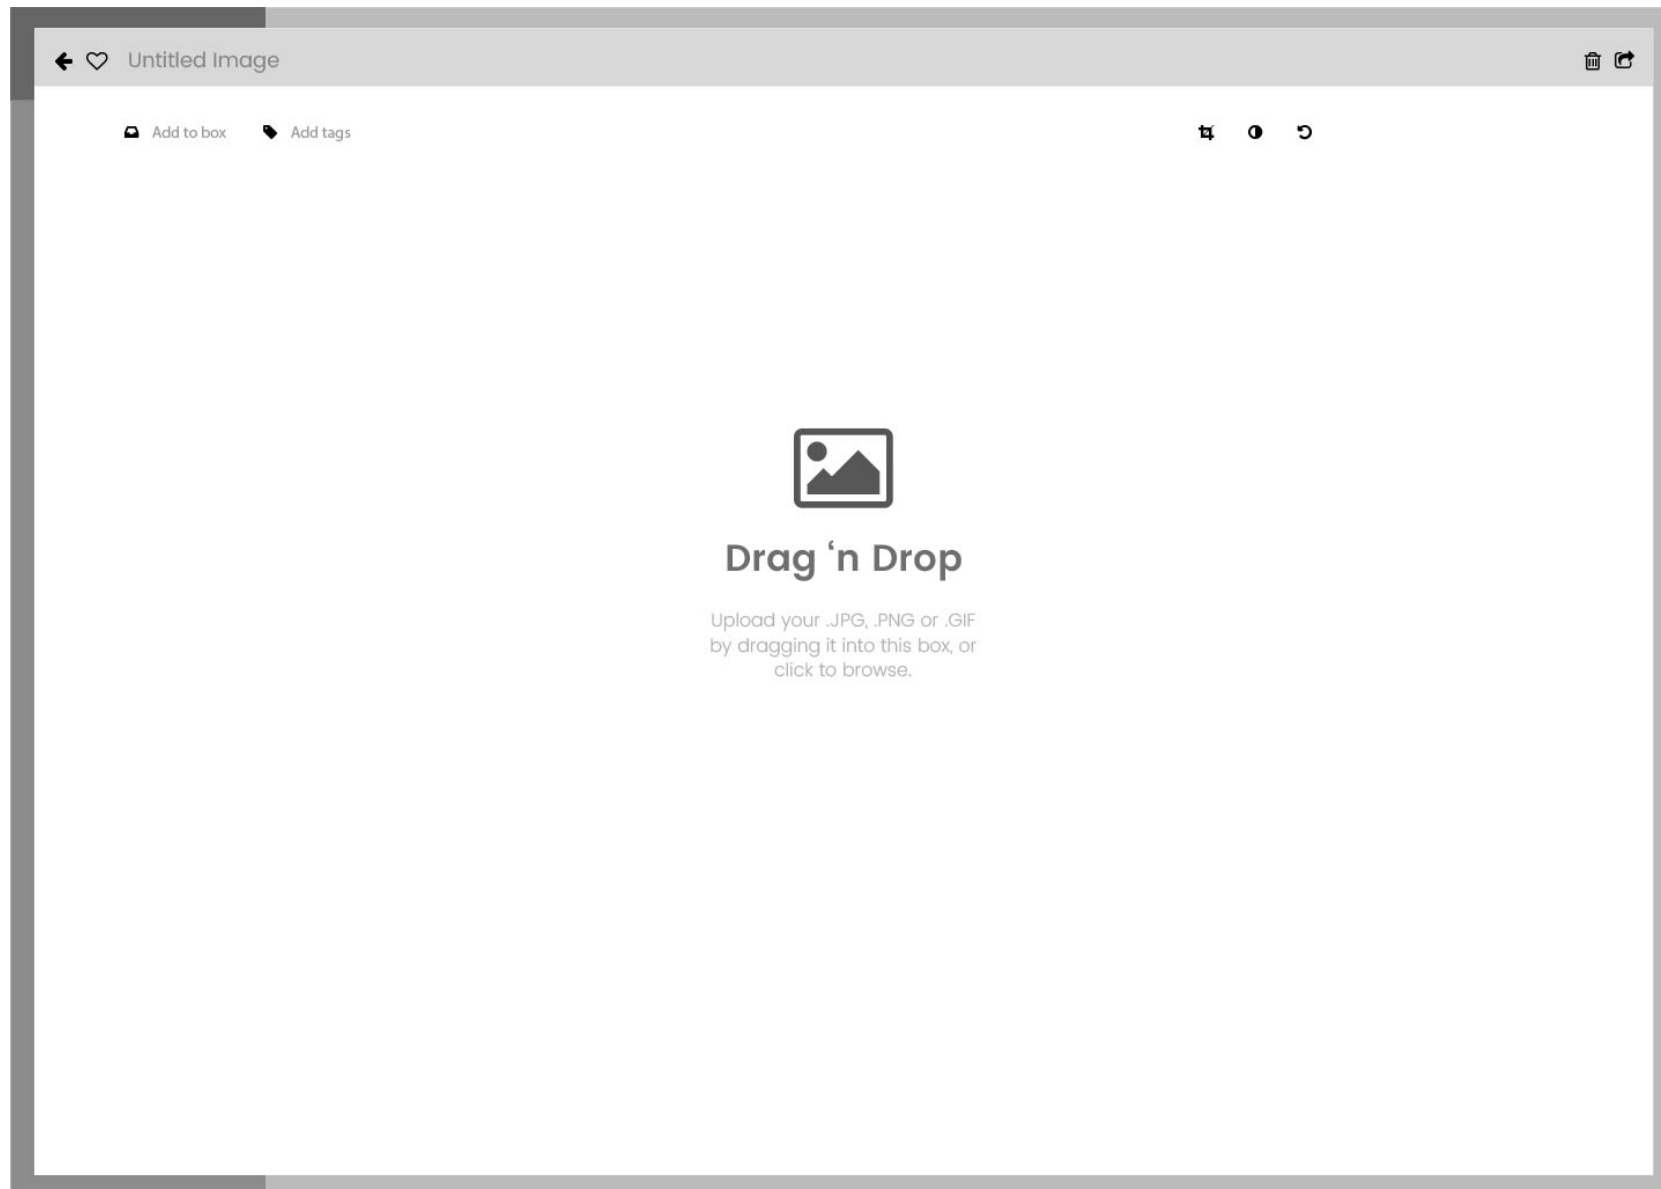 Untitled Image
Add to box
Add tags
Drag ‘n Drop
Upload your .JPG, .PNG or .GIF
by dragging it into this box, or
click to browse.